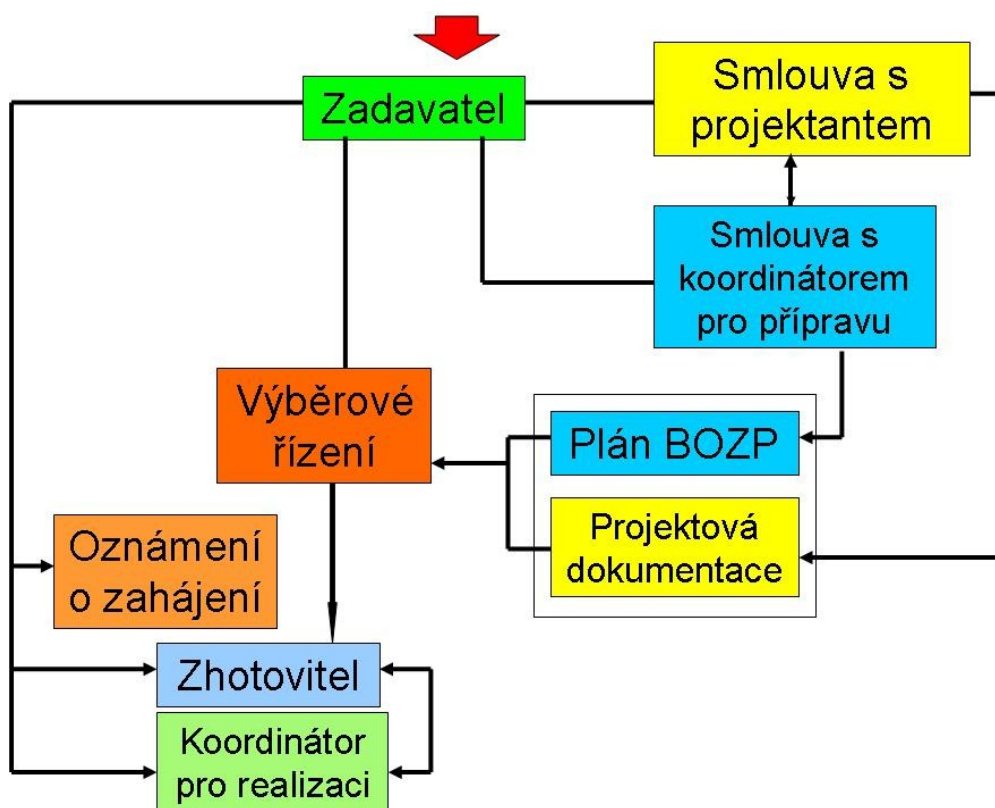 Zadavatel
Smlouva s
projektantem
Smlouva s
koordinátorem
pro přípravu
Výběrové
řízení
Plán BOZP
Projektová
dokumentace
Oznámení
o zahájení
Zhotovitel
Koordinátor
pro realizaci